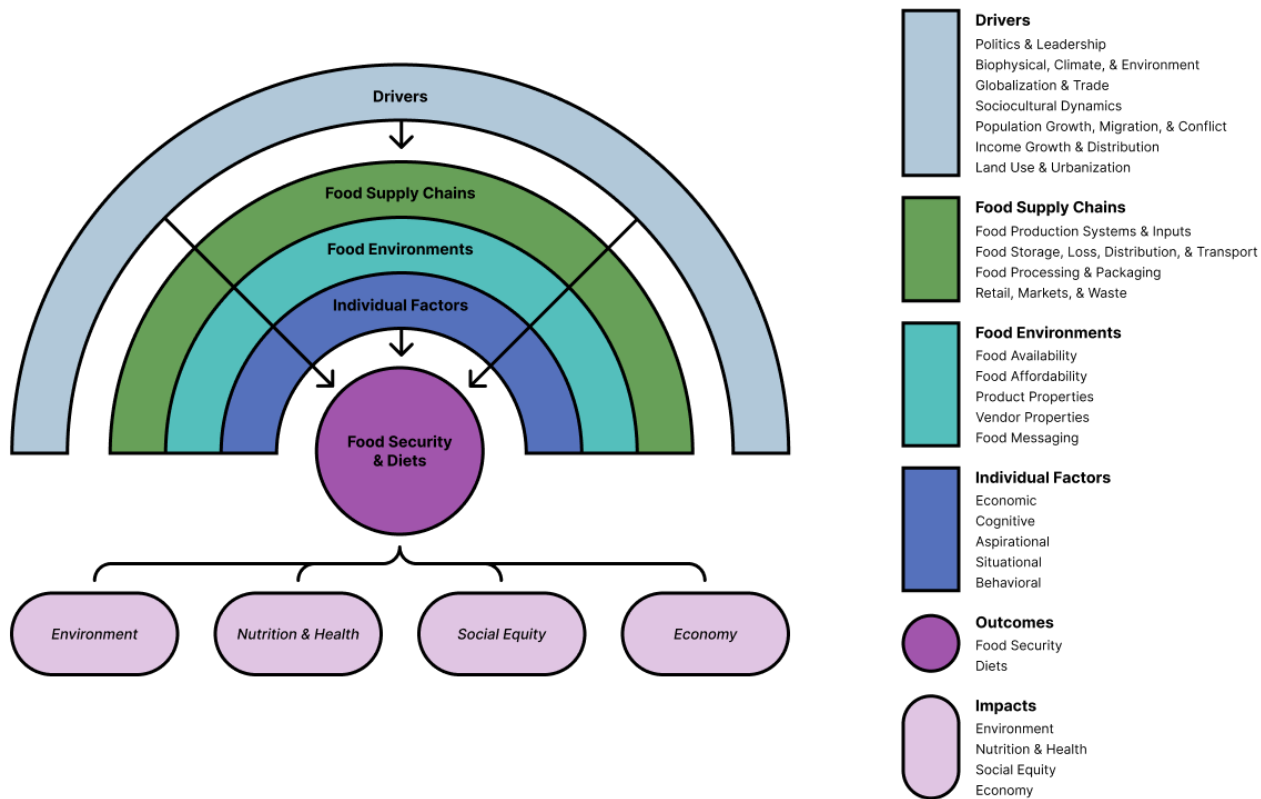 Drivers
Food Supply Chains
Food Environments
Individual Factors
Food Security
& Diets
Environment
Nutrition & Health
Social Equity
Economy
Drivers
Politics & Leadership
Biophysical, Climate, & Environment
Globalization & Trade
Sociocultural Dynamics
Population Growth, Migration, & Conflict
Income Growth & Distribution
Land Use & Urbanization
Food Supply Chains
Food Production Systems & Inputs
Food Storage, Loss, Distribution, & Transport
Food Processing & Packaging
Retail, Markets, & Waste
Food Environments
Food Availability
Food Affordability
Product Properties
Vendor Properties
Food Messaging
Individual Factors
Economic
Cognitive
Aspirational
Situational
Behavioral
Outcomes
Food Security
Diets
Impacts
Environment
Nutrition & Health
Social Equity
Economy